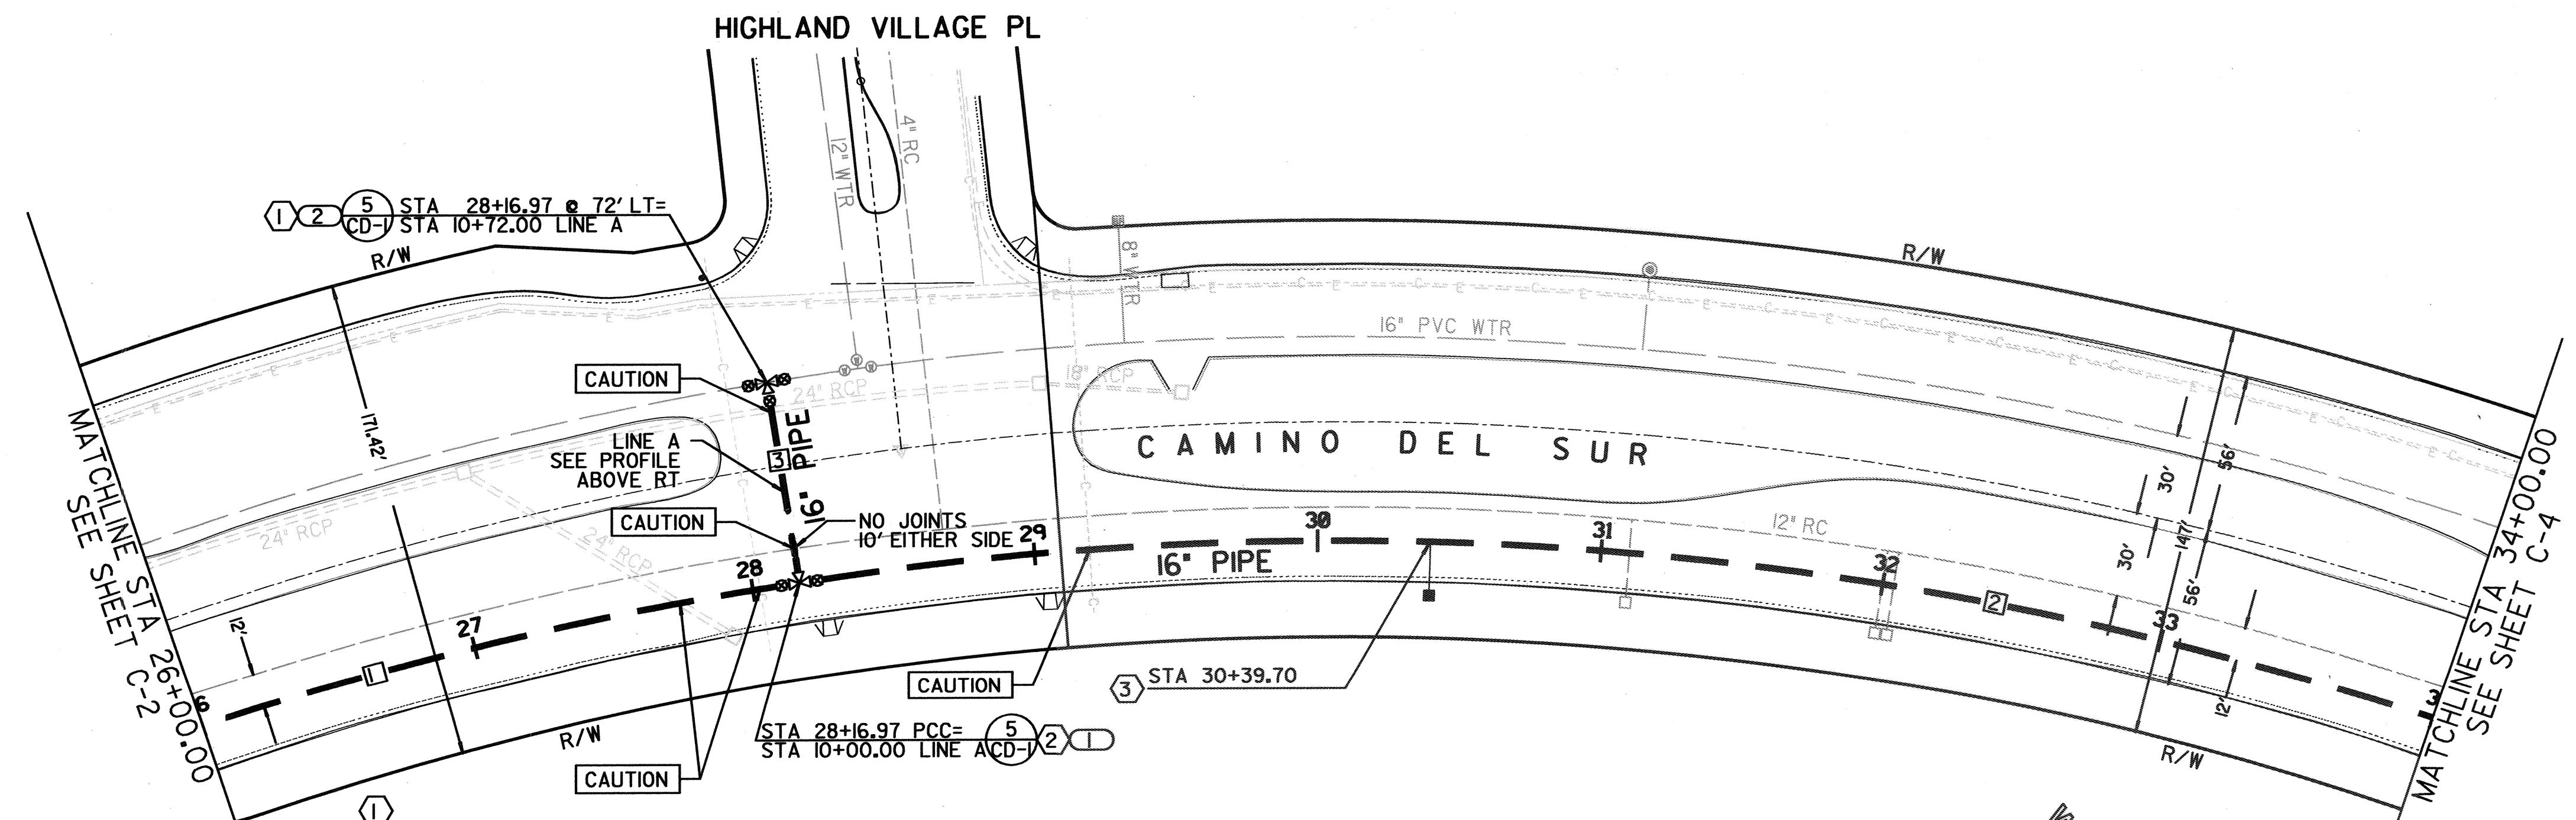 HIGHLAND VILLAGE PL
12" WTR
4" RC
1 2 5 STA 28+16.97 @ 72' LT=
CD-1 STA 10+72.00 LINE A
R/W
8" WTR
R/W
16" PVC WTR
CAUTION
24" RCP
18" RCP
171.42'
LINE A
SEE PROFILE
ABOVE RT
3
16' PIPE
CAMINO DEL SUR
56'
30'
147'
30'
56'
12'
MATCHLINE STA 26+00.00
SEE SHEET C-2
MATCHLINE STA 34+00.00
SEE SHEET C-4
24" RCP
24" RCP
CAUTION
NO JOINTS
10' EITHER SIDE
12" RC
6
27
28
29
30
31
32
33
3
16" PIPE
1
2
12'
CAUTION
3 STA 30+39.70
STA 28+16.97 PCC= 5 2 1
STA 10+00.00 LINE A CD-1
R/W
R/W
CAUTION
1
E
C